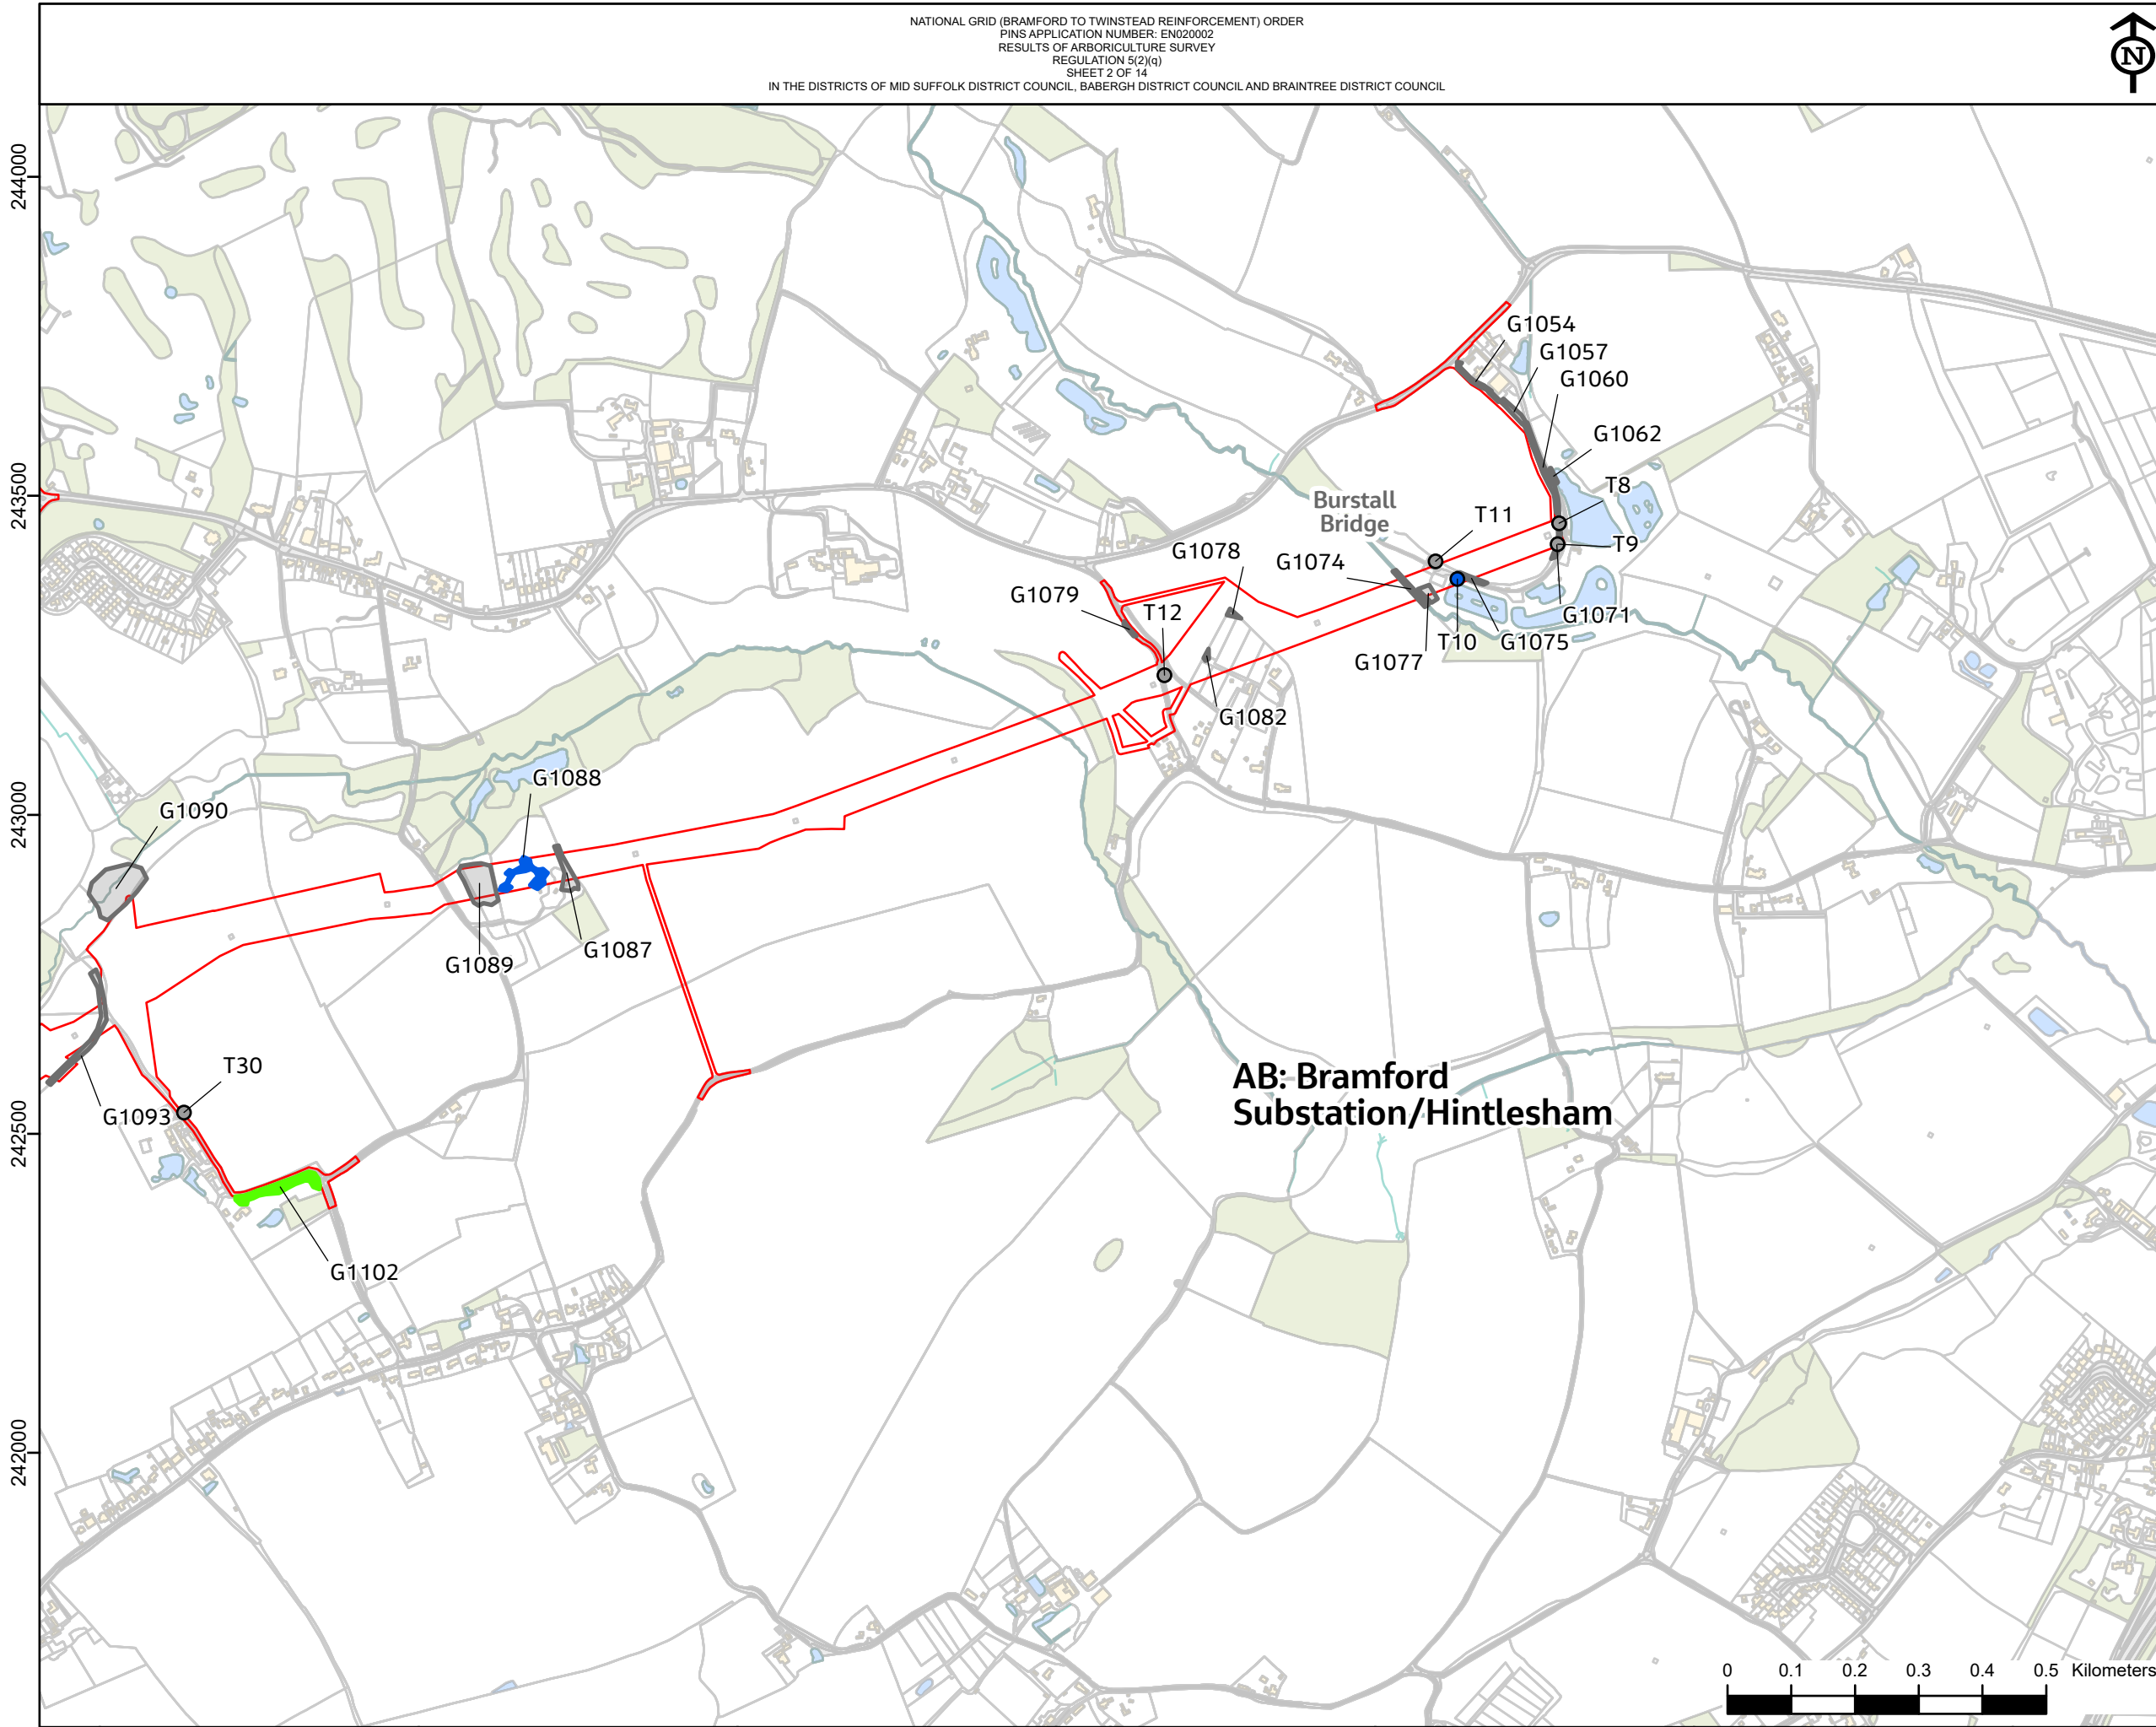 NATIONAL GRID (BRAMFORD TO TWINSTEAD REINFORCEMENT) ORDER
PINS APPLICATION NUMBER: EN020002
RESULTS OF ARBORICULTURE SURVEY
REGULATION 5(2)(q)
SHEET 2 OF 14
IN THE DISTRICTS OF MID SUFFOLK DISTRICT COUNCIL, BABERGH DISTRICT COUNCIL AND BRAINTREE DISTRICT COUNCIL
N
244000
G1054
G1057
G1060
G1062
243500
T8
Burstall
Bridge
T11
T9
G1078
G1074
G1079
T12
G1071
T10
G1075
G1077
G1082
G1088
243000
G1090
G1087
G1089
T30
AB: Bramford
Substation/Hintlesham
G1093
242500
G1102
242000
0 0.1 0.2 0.3 0.4 0.5 Kilometers